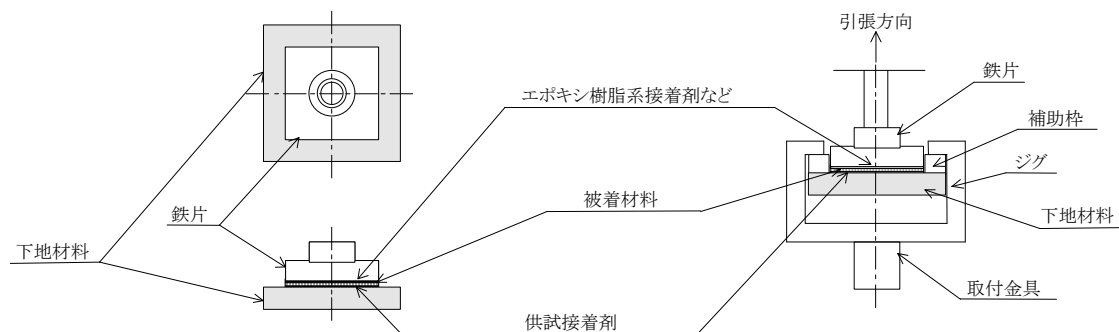 引張方向
鉄片
エポキシ樹脂系接着剤など
補助枠
ジグ
被着材料
鉄片
下地材料
下地材料
取付金具
供試接着剤